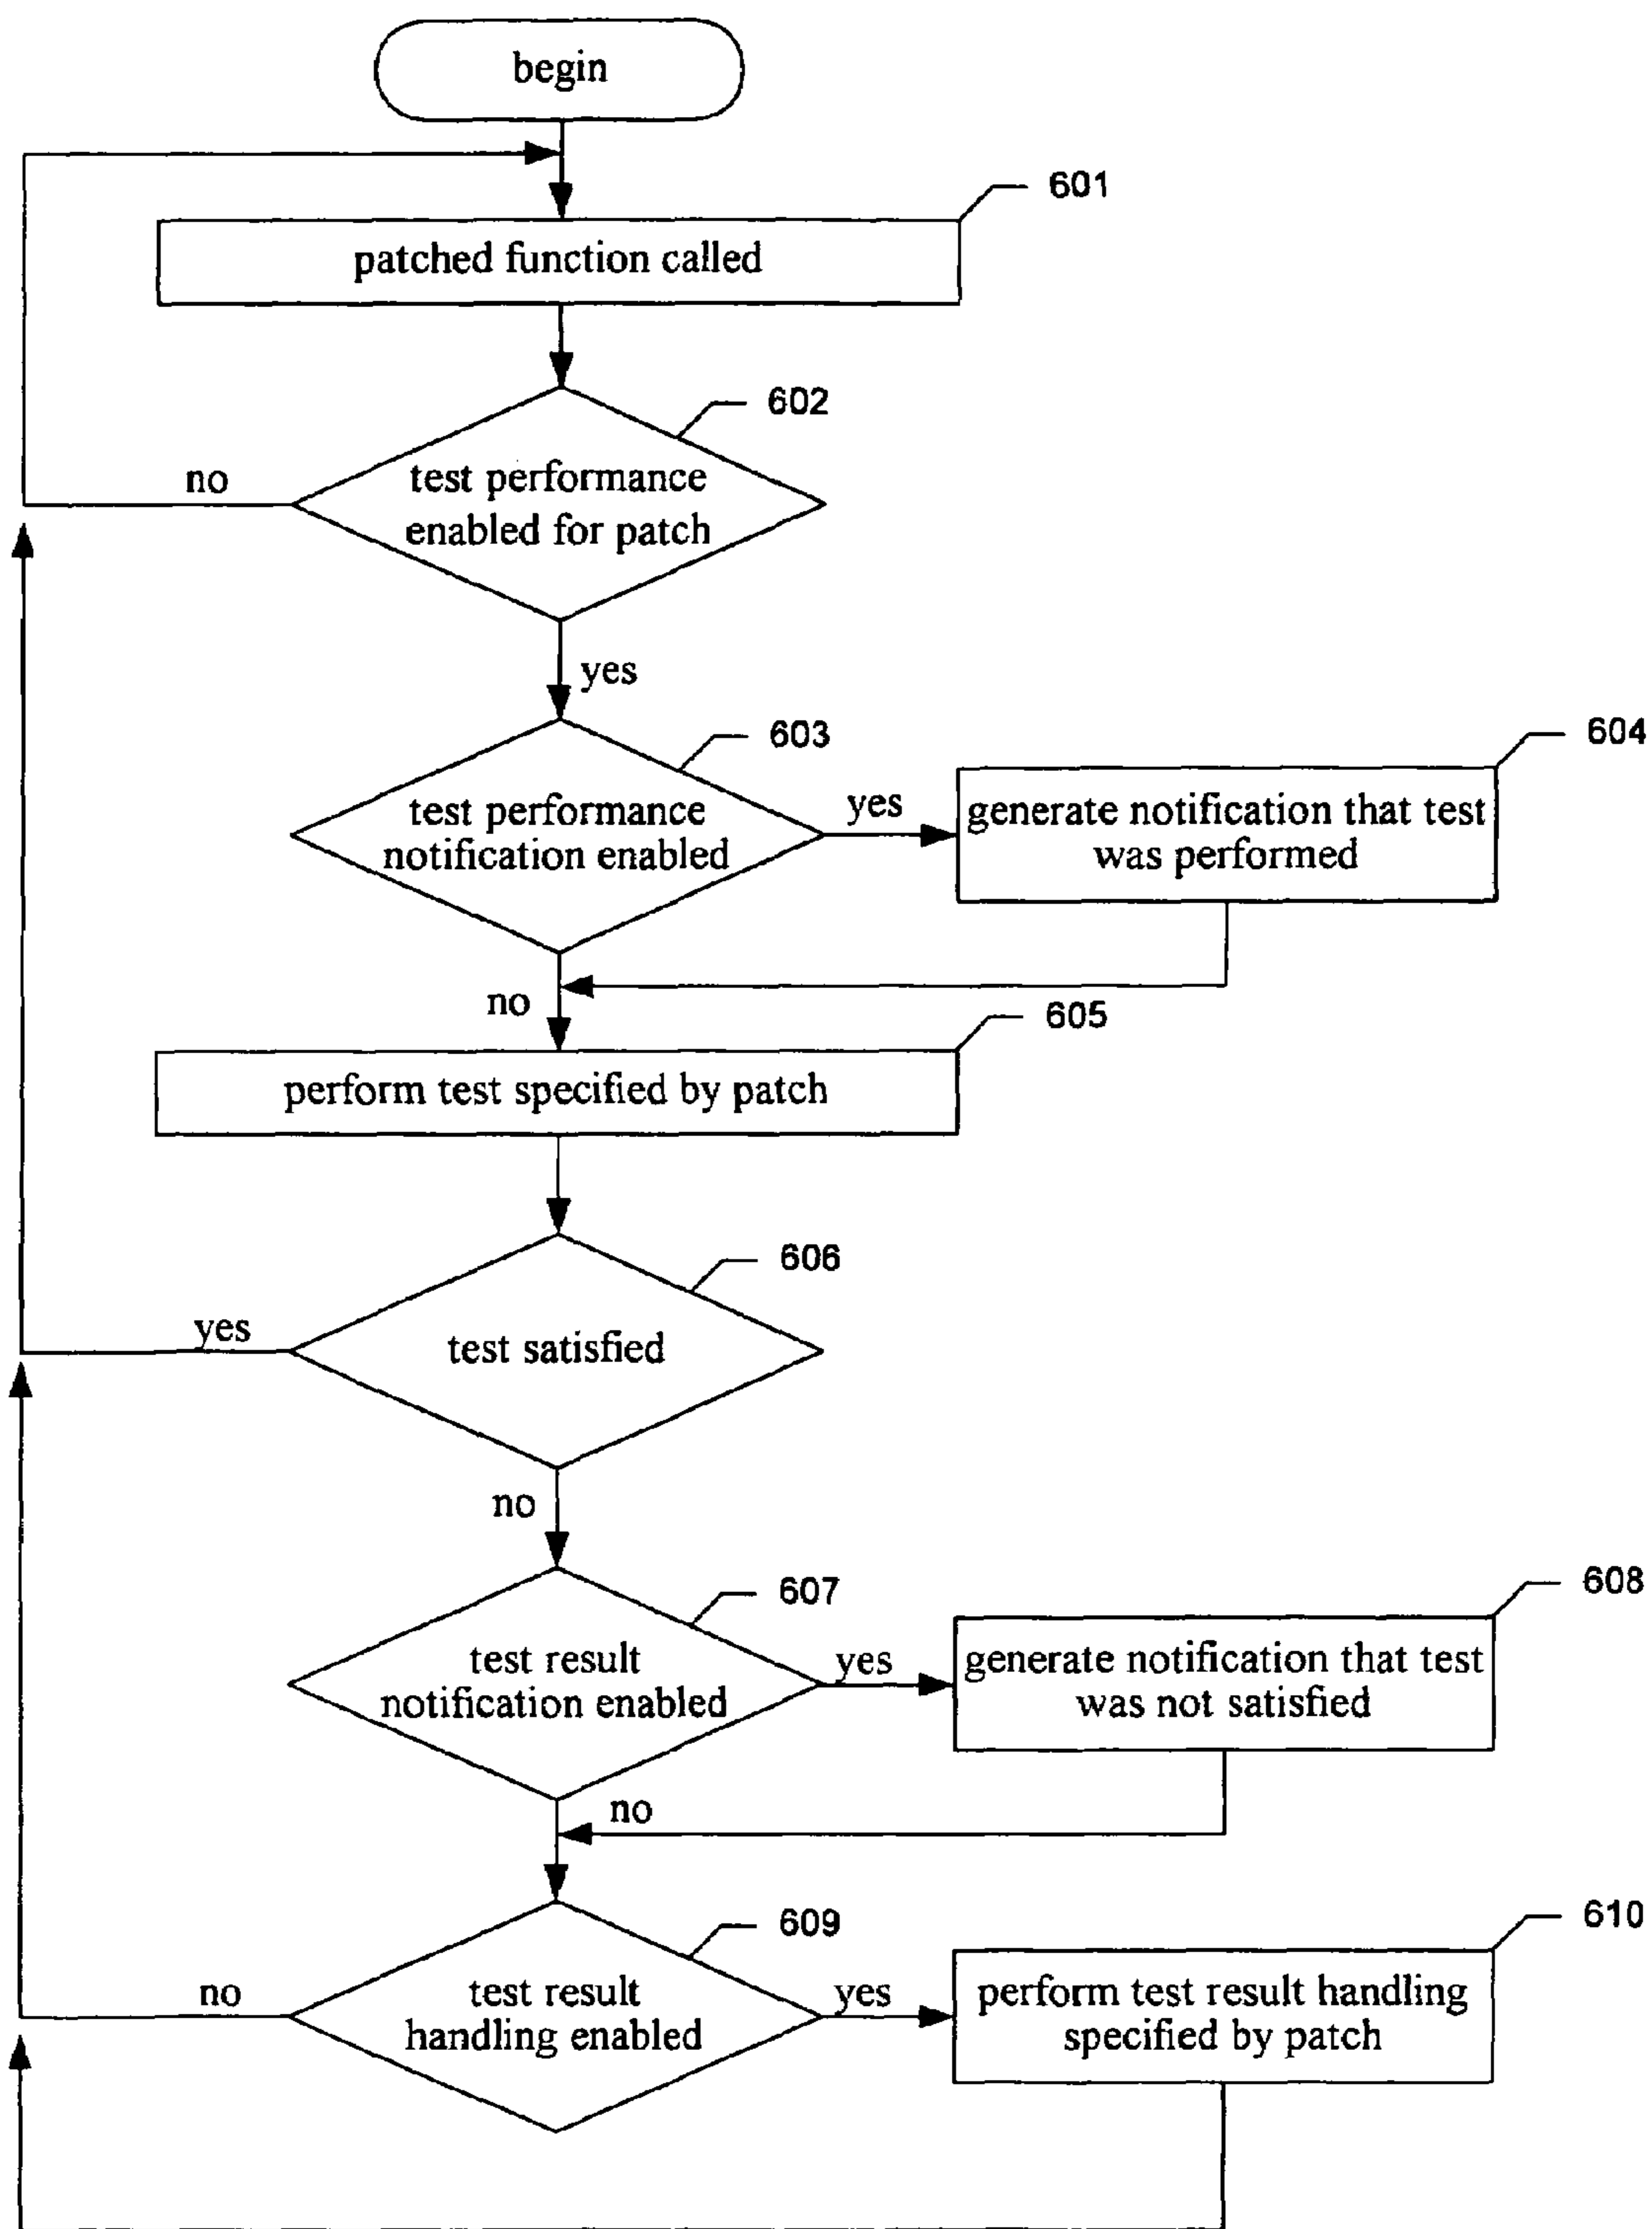 begin
601
patched function called
602
no
test performance
enabled for patch
yes
603
604
test performance
notification enabled
yes
generate notification that test
was performed
no
605
perform test specified by patch
606
yes
test satisfied
no
607
608
test result
notification enabled
yes
generate notification that test
was not satisfied
no
609
610
no
test result
handling enabled
yes
perform test result handling
specified by patch